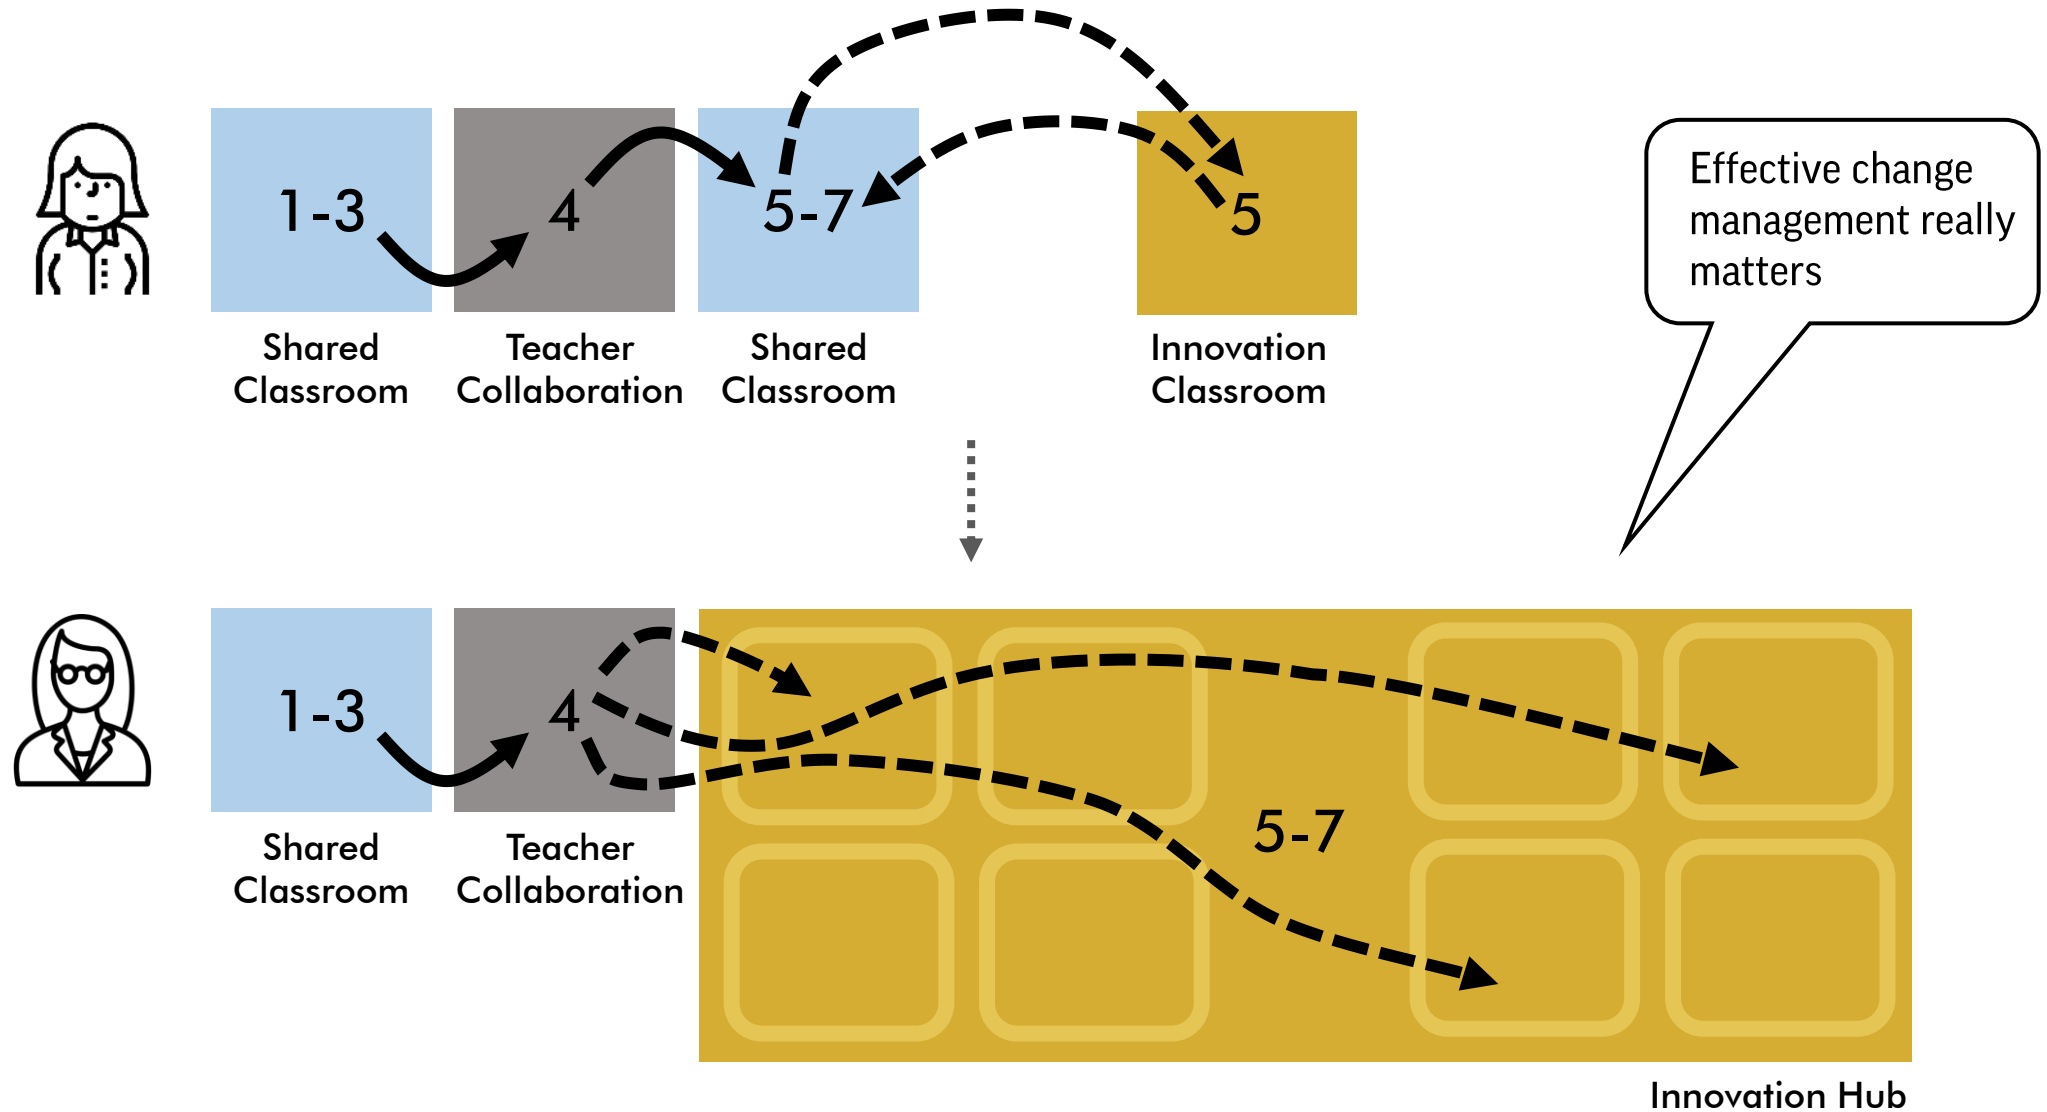 1-3
4
5-7
5
Shared
Classroom
Teacher
Collaboration
Shared
Classroom
Innovation
Classroom
Effective change
management really
matters
1-3
4
5-7
Shared
Classroom
Teacher
Collaboration
Innovation Hub